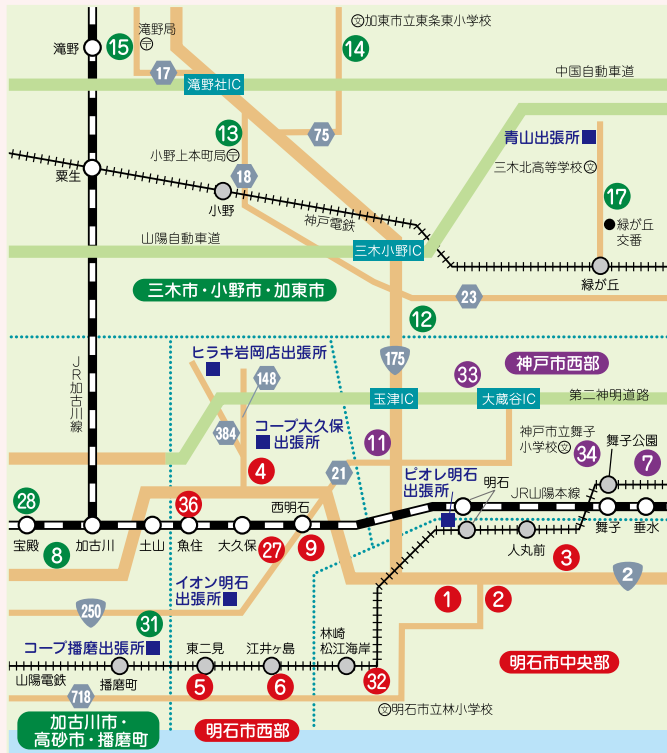 滝野局
〒
文加東市立東条東小学校
滝野
15
14
17
中国自動車道
滝野社IC
13
75
青山出張所
小野上本町局〒
三木北高等学校文
粟生
18
17
小野
神戸電鉄
緑が丘
交番
山陽自動車道
三木小野IC
緑が丘
三木市・小野市・加東市
23
12
ヒラキ岩岡店出張所
175
神戸市西部
JR加古川線
148
33
玉津IC
大蔵谷IC
第二神明道路
384
コープ大久保
出張所
11
神戸市立舞子
小学校文
舞子公園
4
21
34
7
ピオレ明石
出張所
明石
JR山陽本線
28
36
西明石
宝殿
加古川
土山
魚住
大久保
人丸前
舞子
垂水
8
27
9
3
イオン明石
出張所
2
250
1
2
31
コープ播磨出張所
東二見
江井ヶ島
林崎
松江海岸
山陽電鉄
播磨町
5
6
32
明石市中央部
718
文明石市立林小学校
加古川市・
高砂市・播磨町
明石市西部